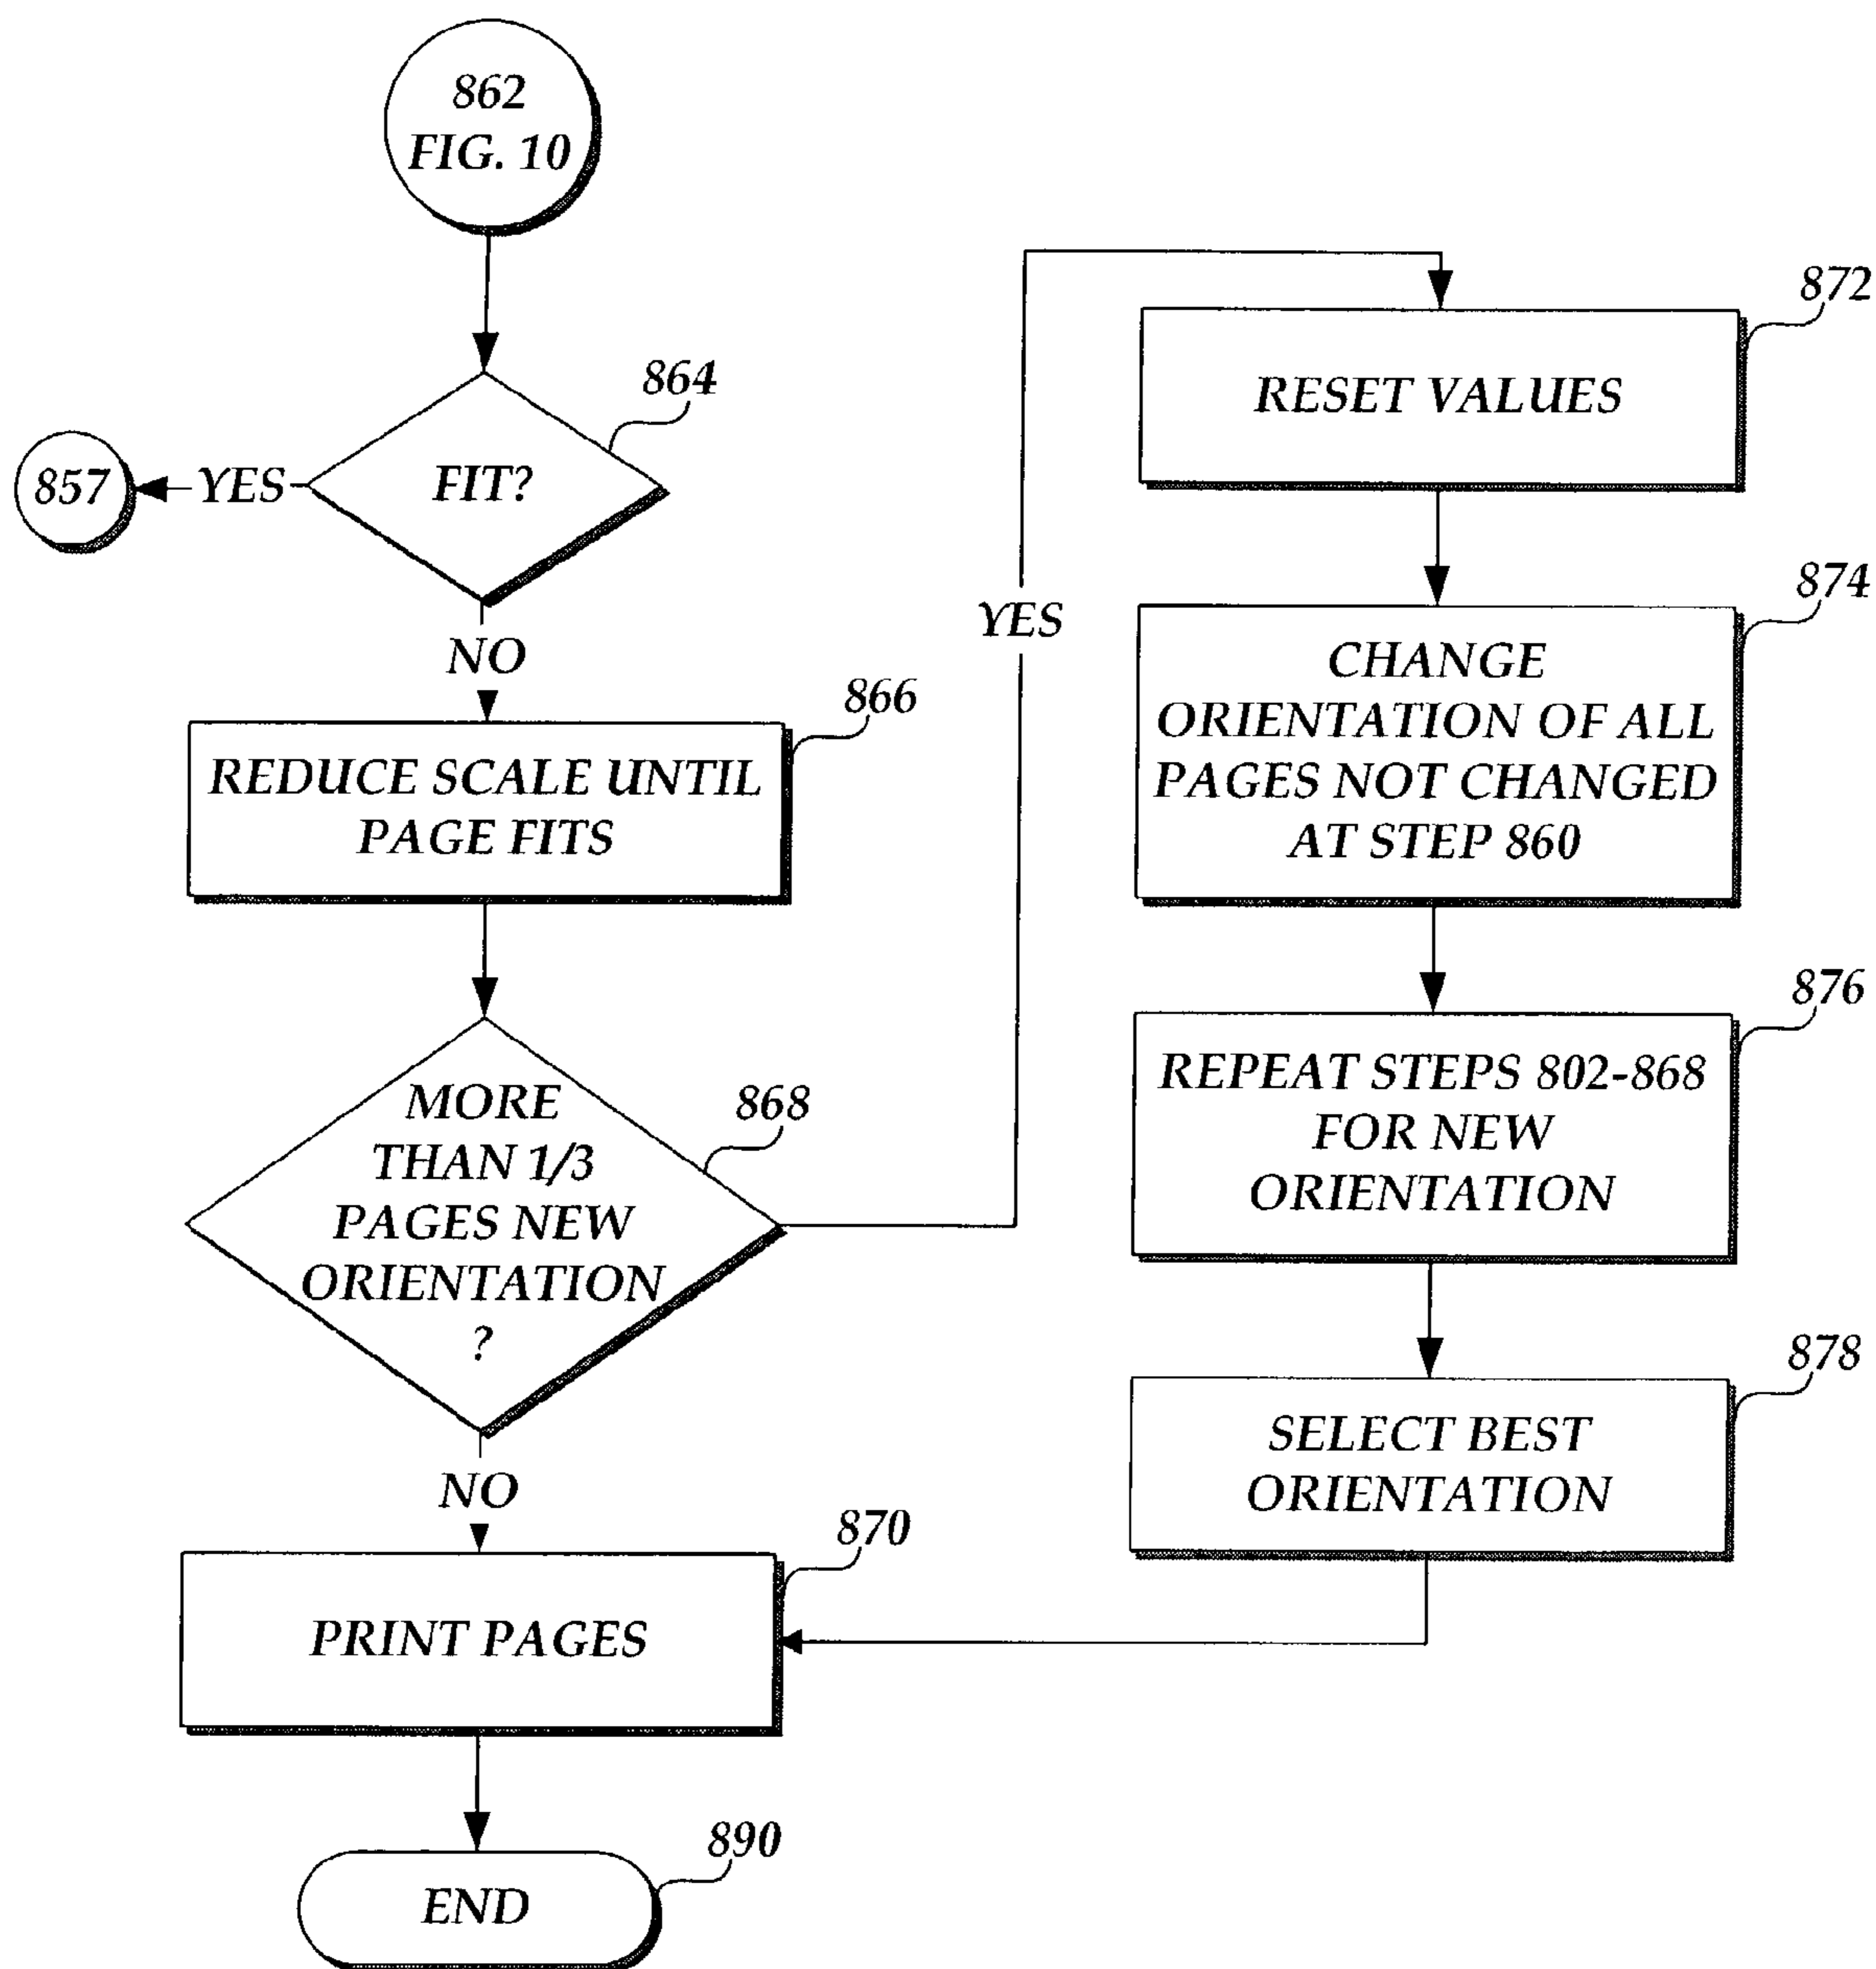 862
FIG. 10
864
FIT?
YES
857
NO
866
REDUCE SCALE UNTIL
PAGE FITS
868
MORE
THAN 1/3
PAGES NEW
ORIENTATION
?
YES
NO
870
PRINT PAGES
890
END
872
RESET VALUES
874
CHANGE
ORIENTATION OF ALL
PAGES NOT CHANGED
AT STEP 860
876
REPEAT STEPS 802-868
FOR NEW
ORIENTATION
878
SELECT BEST
ORIENTATION